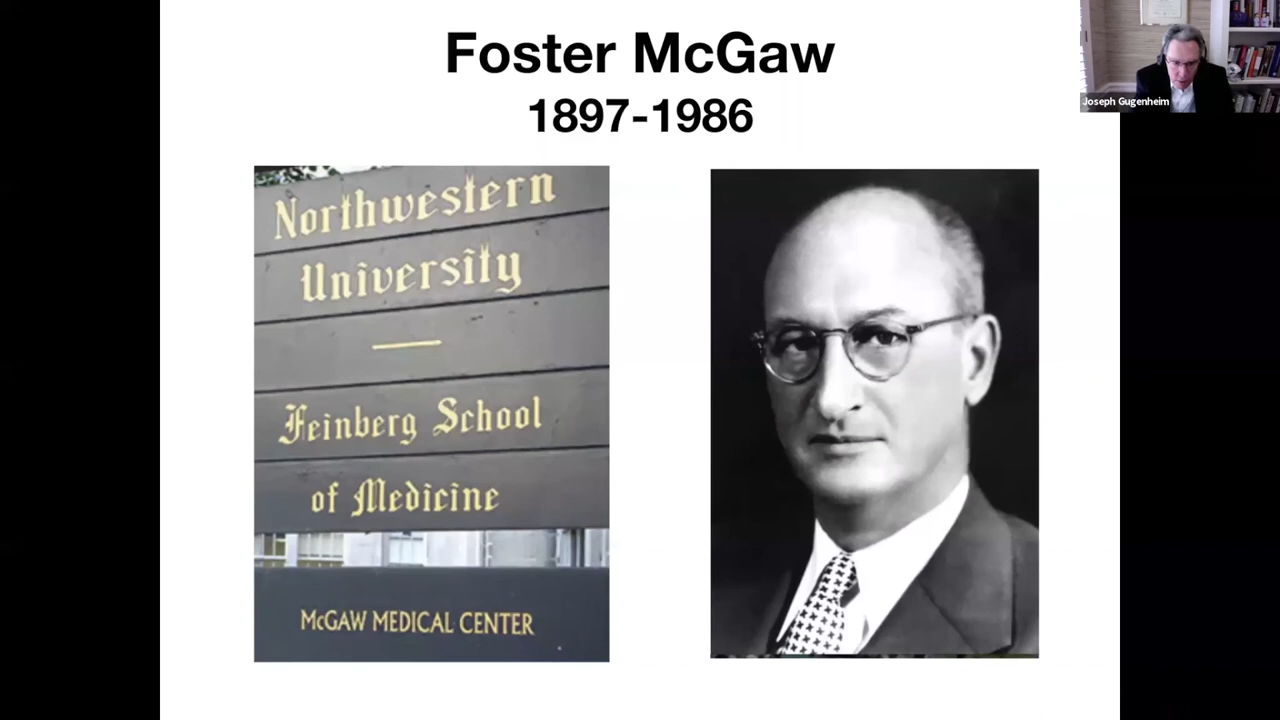 Foster McGaw
1897-1986
Joseph Gugenheim
Northwestern
University
Feinberg School
of Medicine
McGAW MEDICAL CENTER